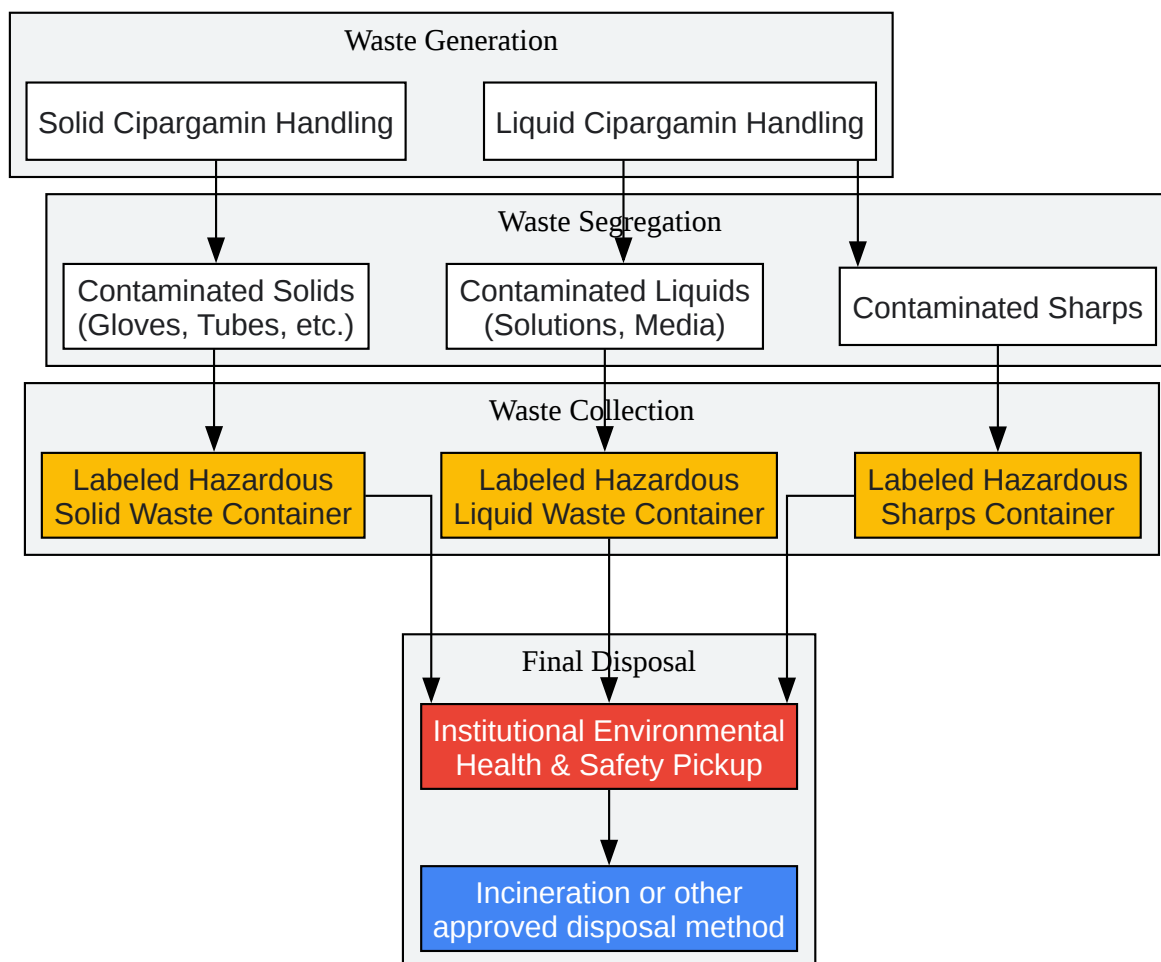 Waste Generation
Solid Cipargamin Handling
Liquid Cipargamin Handling
Waste Segregation
Contaminated Solids
(Gloves, Tubes, etc.)
Contaminated Liquids
(Solutions, Media)
Contaminated Sharps
Waste Collection
Labeled Hazardous
Solid Waste Container
Labeled Hazardous
Liquid Waste Container
Labeled Hazardous
Sharps Container
Final Disposal
Institutional Environmental
Health & Safety Pickup
Incineration or other
approved disposal method